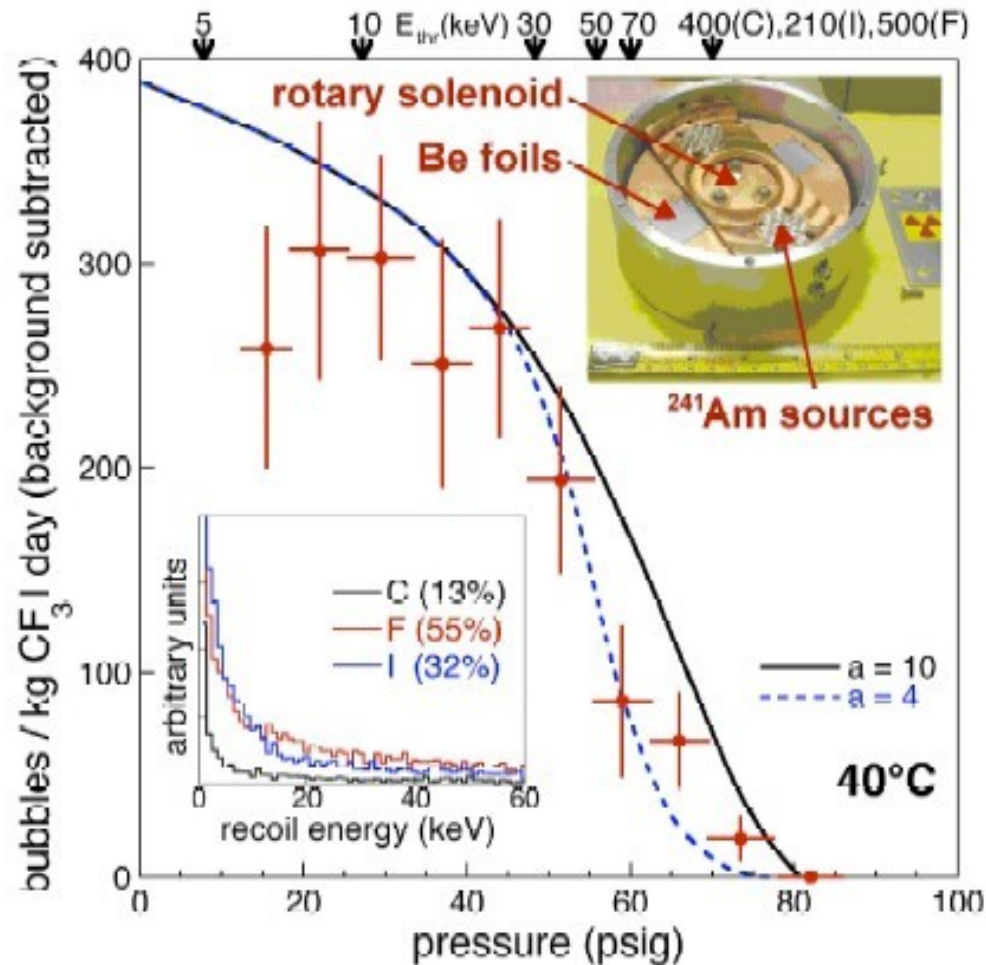 5 10 E_thr(keV) 30 50 70 400(C),210(I),500(F)
bubbles / kg CF₃I day (background subtracted)
400
300
200
100
0
rotary solenoid
Be foils
²⁴¹Am sources
arbitrary units
C (13%)
F (55%)
I (32%)
0 20 40 60
recoil energy (keV)
a = 10
a = 4
40°C
0 20 40 60 80 100
pressure (psig)